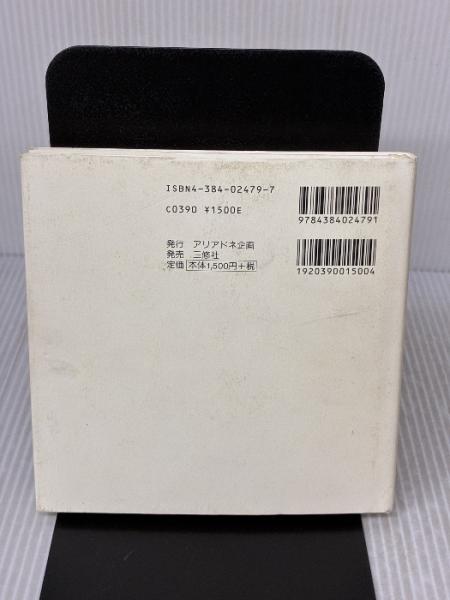 ISBN4-384-02479-7
C0390 ¥1500E
発行 アリアドネ企画
発売 三修社
定価 本体1,500円+税
9784384024791
1920390015004